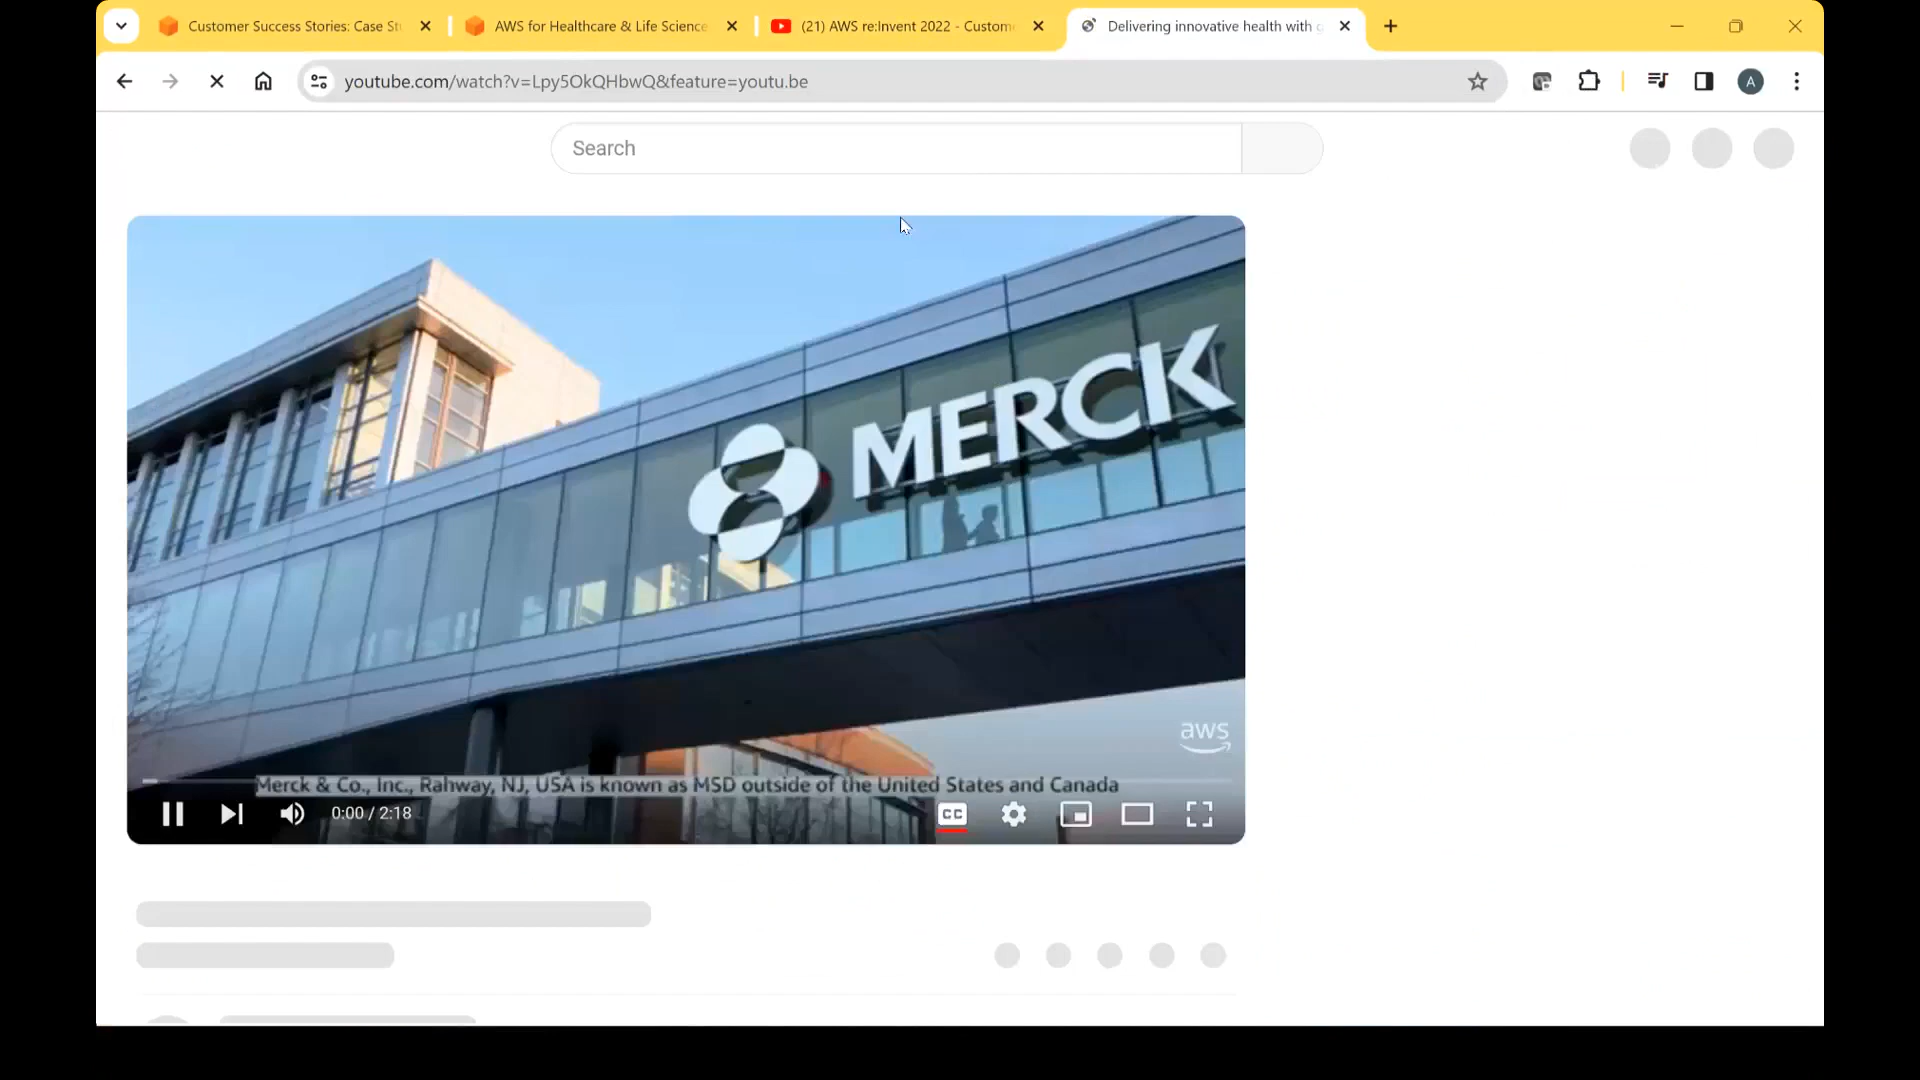 Customer Success Stories: Case St
AWS for Healthcare & Life Science
(21) AWS re:Invent 2022 - Custome
Delivering innovative health with g
youtube.com/watch?v=Lpy5OkQHbwQ&feature=youtu.be
A
Search
MERCK
aws
Merck & Co., Inc., Rahway, NJ, USA is known as MSD outside of the United States and Canada
0:00 / 2:18
CC